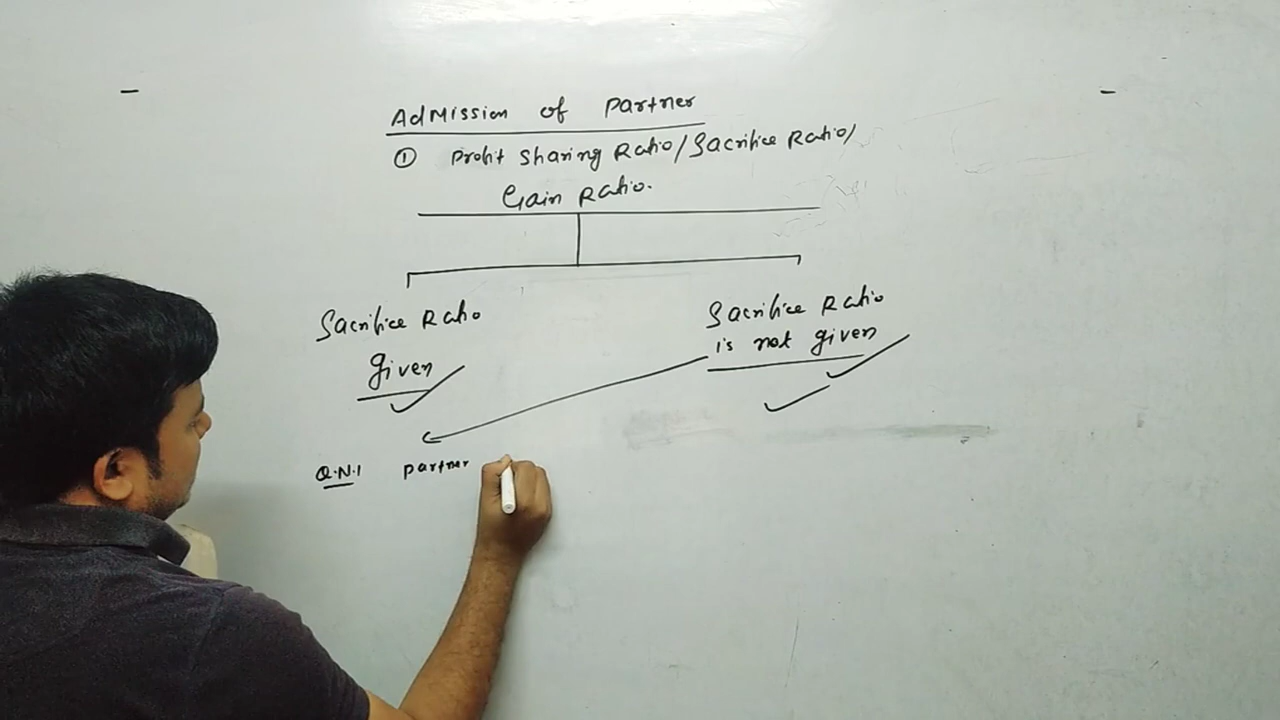 Admission of Partner
① Profit Sharing Ratio/Sacrifice Ratio/
Gain Ratio.
Sacrifice Ratio
given
Sacrifice Ratio
is not given
Q.N.1 partner